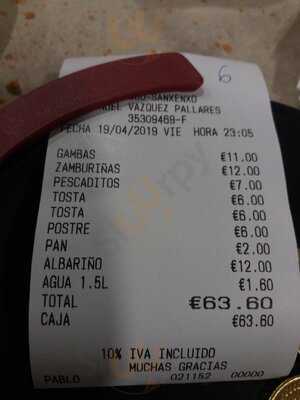 6
-SANXENXO
VAZQUEZ PALLARES
35309469-F
FECHA 19/04/2019 VIE HORA 23:05
GAMBAS €11.00
ZAMBURIÑAS €12.00
PESCADITOS €7.00
TOSTA €6.00
TOSTA €6.00
POSTRE €6.00
PAN €2.00
ALBARIÑO €12.00
AGUA 1.5L €1.60
TOTAL €63.60
CAJA €63.60
10% IVA INCLUIDO
MUCHAS GRACIAS
PABLO 021152 00000